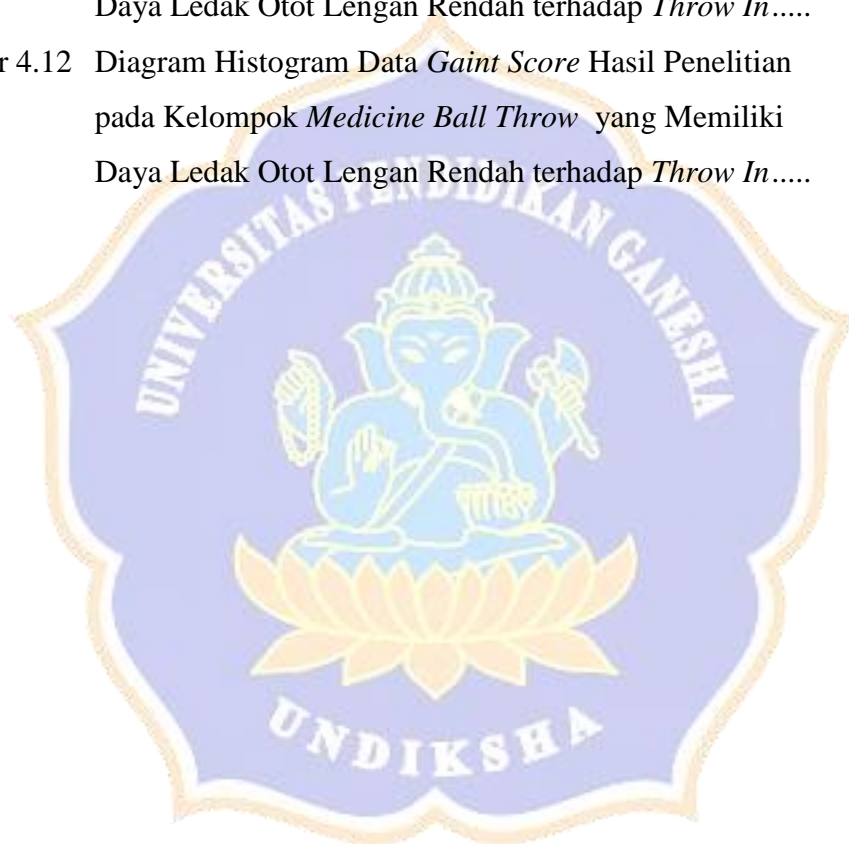 Daya Ledak Otot Lengan Rendah terhadap Throw In.....
r 4.12 Diagram Histogram Data Gaint Score Hasil Penelitian
pada Kelompok Medicine Ball Throw yang Memiliki
Daya Ledak Otot Lengan Rendah terhadap Throw In.....
UNIVERSITAS PENDIDIKAN GANESHA
UNDIKSHA